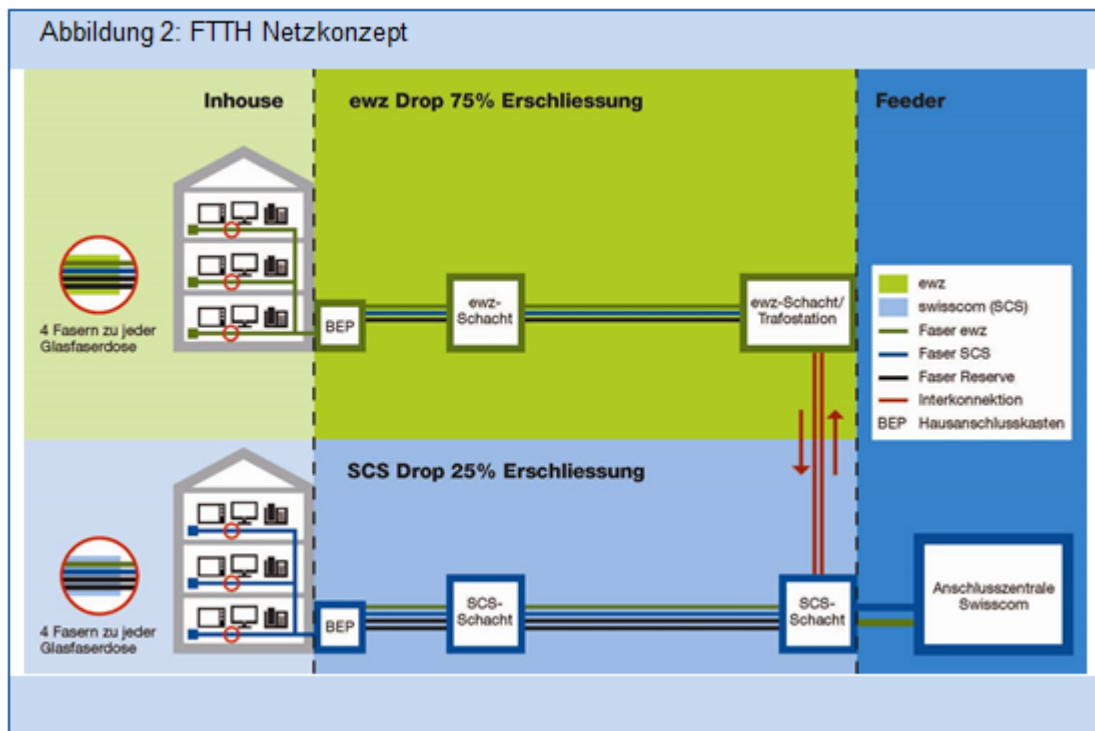 Abbildung 2: FTTH Netzkonzept
Inhouse
ewz Drop 75% Erschliessung
Feeder
4 Fasern zu jeder
Glasfaserdose
BEP
ewz-
Schacht
ewz-Schacht/
Trafostation
ewz
swisscom (SCS)
Faser ewz
Faser SCS
Faser Reserve
Interkonnektion
BEP Hausanschlusskasten
SCS Drop 25% Erschliessung
4 Fasern zu jeder
Glasfaserdose
BEP
SCS-
Schacht
SCS-
Schacht
Anschlusszentrale
Swisscom